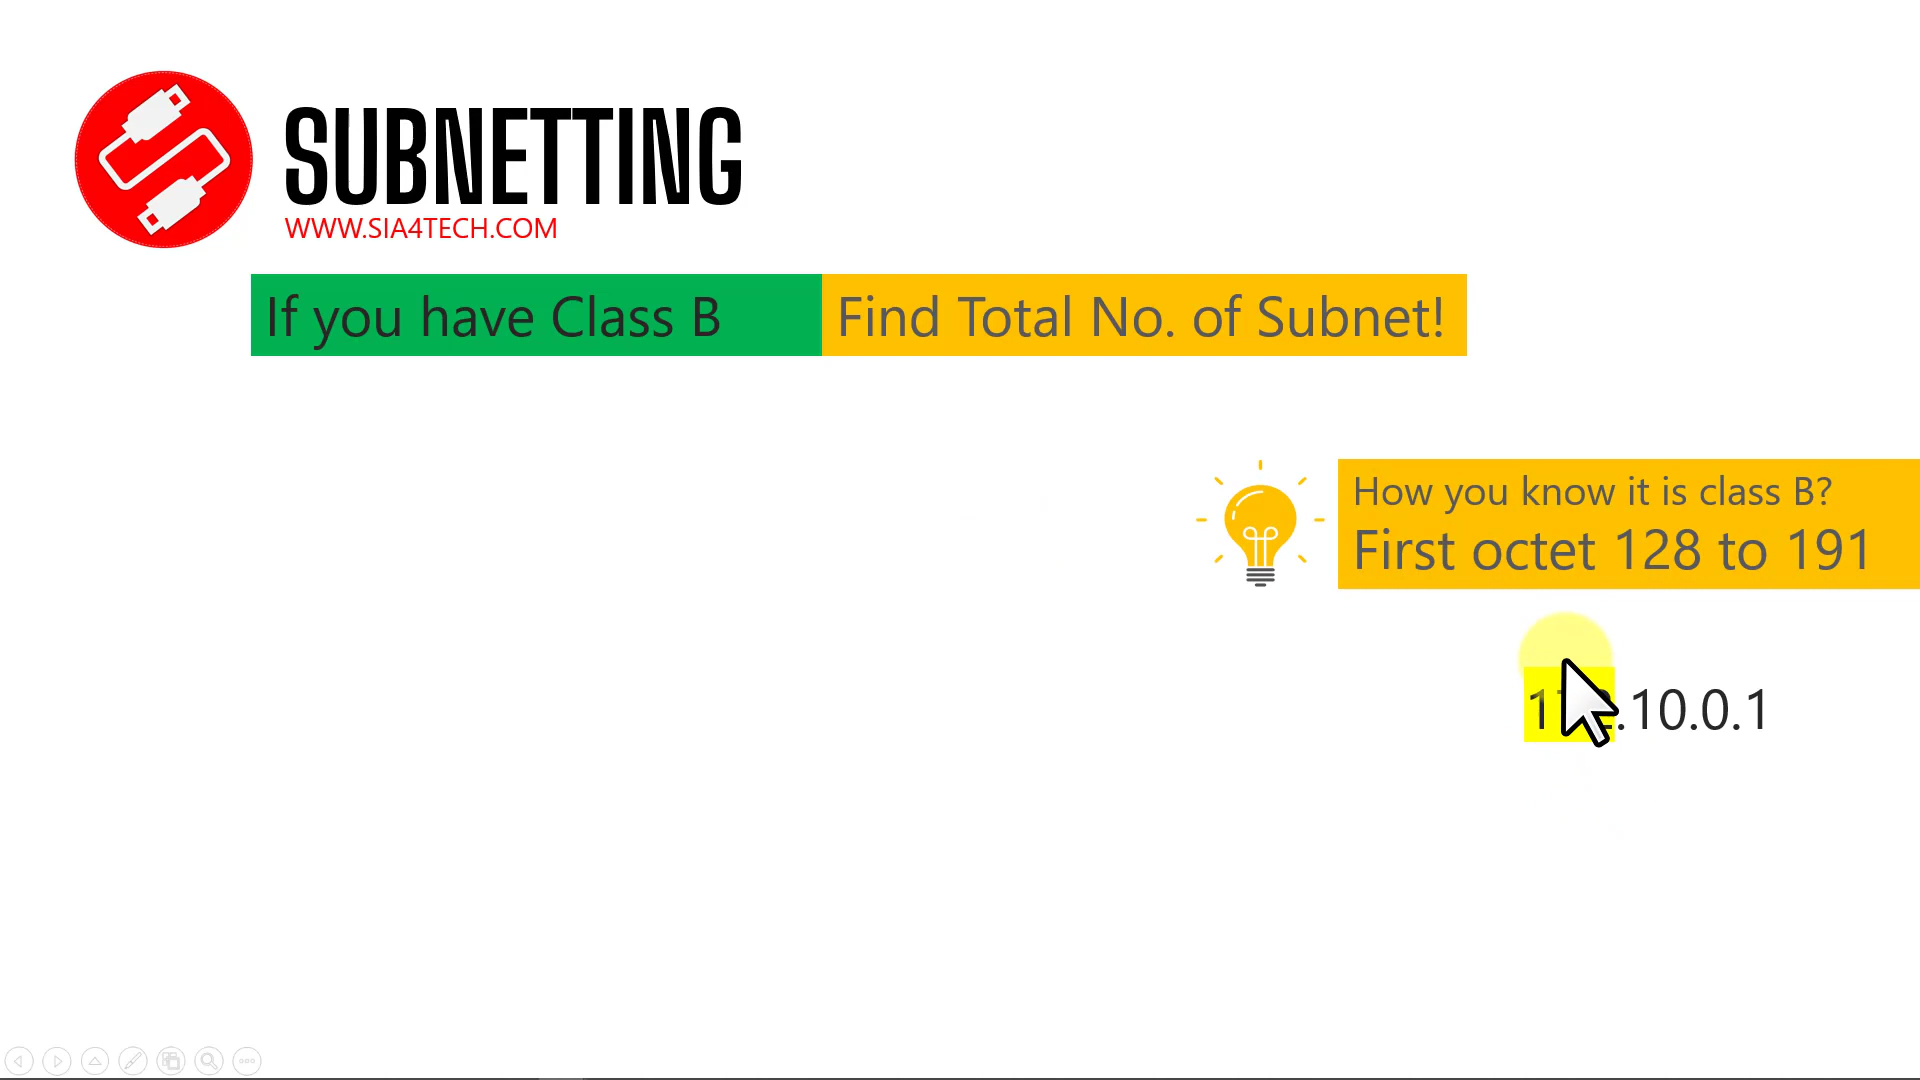 SUBNETTING
WWW.SIA4TECH.COM
If you have Class B
Find Total No. of Subnet!
How you know it is class B?
First octet 128 to 191
.10.0.1